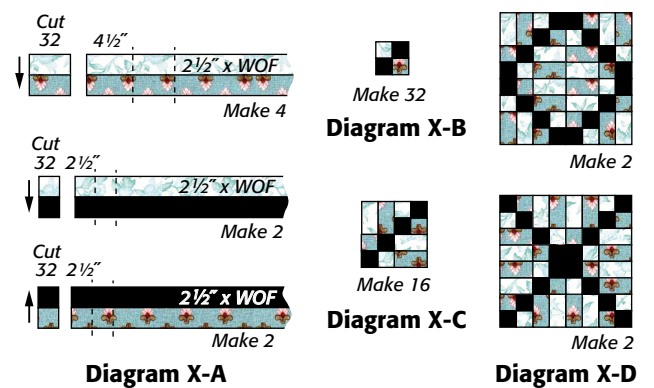 Cut
32
4½″
2½″ x WOF
Make 4
Cut
32
2½″
2½″ x WOF
Make 2
Cut
32
2½″
2½″ x WOF
Make 2
Diagram X-A
Make 32
Diagram X-B
Make 16
Diagram X-C
Make 2
Make 2
Diagram X-D